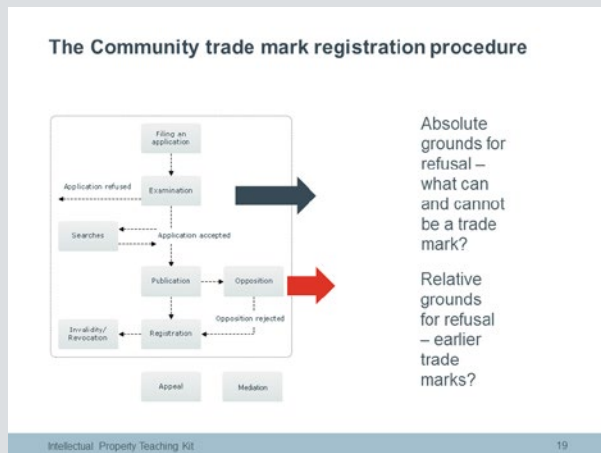 The Community trade mark registration procedure
Filing an
application
Application refused
Examination
Searches
Application accepted
Publication
Opposition
Opposition rejected
Invalidity/
Revocation
Registration
Appeal
Mediation
Absolute
grounds for
refusal –
what can
and cannot
be a trade
mark?
Relative
grounds
for refusal
– earlier
trade
marks?
Intellectual Property Teaching Kit
19